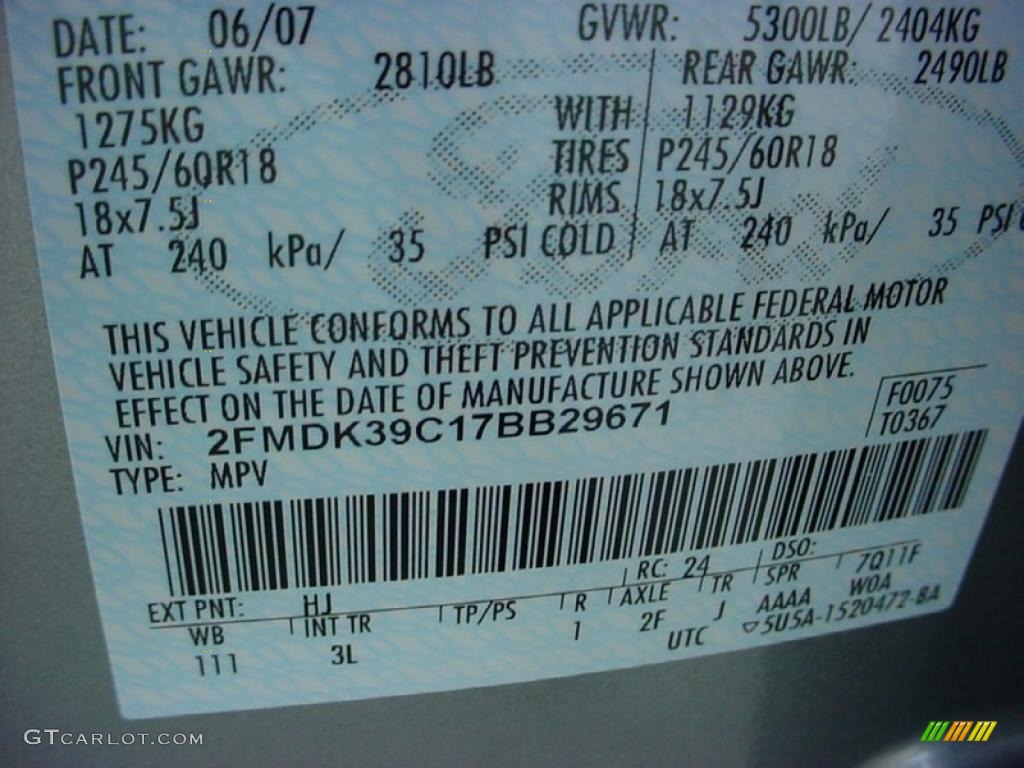 DATE: 06/07 GVWR: 5300LB/ 2404KG
FRONT GAWR: 2810LB REAR GAWR: 2490LB
1275KG WITH 1129KG
P245/60R18 TIRES P245/60R18
18x7.5J RIMS 18x7.5J
AT 240 kPa/ 35 PSI COLD AT 240 kPa/ 35 PSI
THIS VEHICLE CONFORMS TO ALL APPLICABLE FEDERAL MOTOR
VEHICLE SAFETY AND THEFT PREVENTION STANDARDS IN
EFFECT ON THE DATE OF MANUFACTURE SHOWN ABOVE.
F0075
VIN: 2FMDK39C17BB29671 T0367
TYPE: MPV
EXT PNT: HJ RC: 24 DSO:
WB INT TR TP/PS R AXLE TR SPR 7Q11F
111 3L 1 2F J AAAA WOA
UTC ▽5U5A-1520472-BA
GTCARLOT.COM